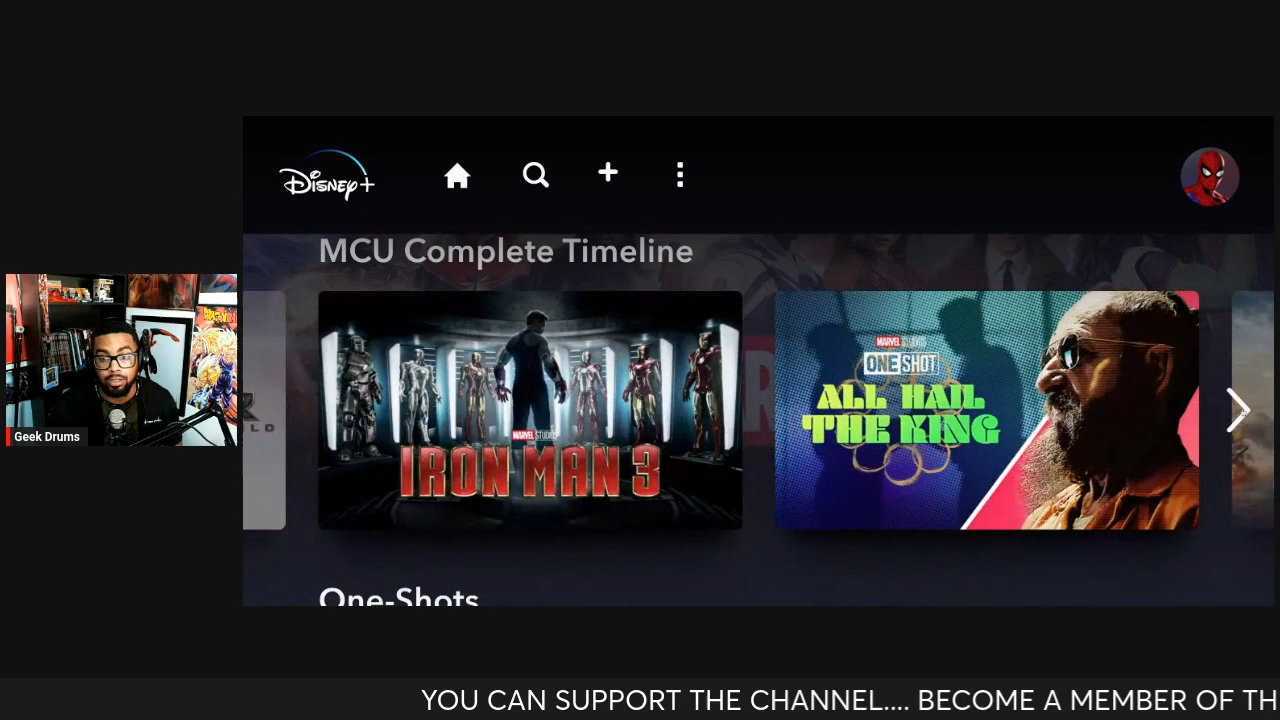 Disney+
MCU Complete Timeline
MARVEL STUDIOS
IRON MAN 3
MARVEL STUDIOS
ONE SHOT
ALL HAIL
THE KING
DRAGON
Geek Drums
One-Shots
YOU CAN SUPPORT THE CHANNEL.... BECOME A MEMBER OF TH